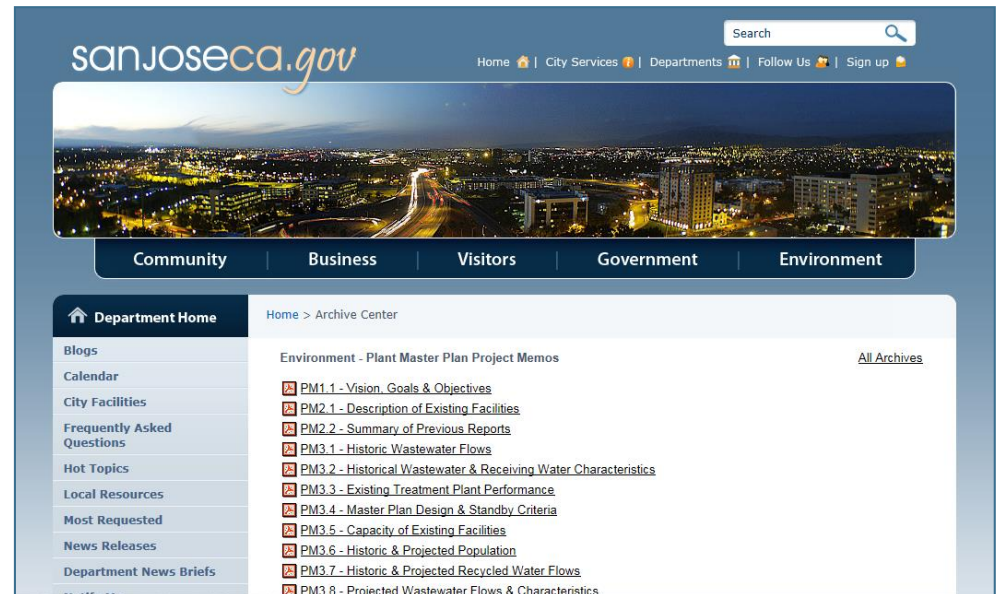 Search
sanjoseca.gov
Home | City Services | Departments | Follow Us | Sign up
Community | Business | Visitors | Government | Environment
Department Home
Home > Archive Center
Blogs
Calendar
City Facilities
Frequently Asked
Questions
Hot Topics
Local Resources
Most Requested
News Releases
Department News Briefs
Environment - Plant Master Plan Project Memos
All Archives
PM1.1 - Vision, Goals & Objectives
PM2.1 - Description of Existing Facilities
PM2.2 - Summary of Previous Reports
PM3.1 - Historic Wastewater Flows
PM3.2 - Historical Wastewater & Receiving Water Characteristics
PM3.3 - Existing Treatment Plant Performance
PM3.4 - Master Plan Design & Standby Criteria
PM3.5 - Capacity of Existing Facilities
PM3.6 - Historic & Projected Population
PM3.7 - Historic & Projected Recycled Water Flows
PM3.8 - Projected Wastewater Flows & Characteristics